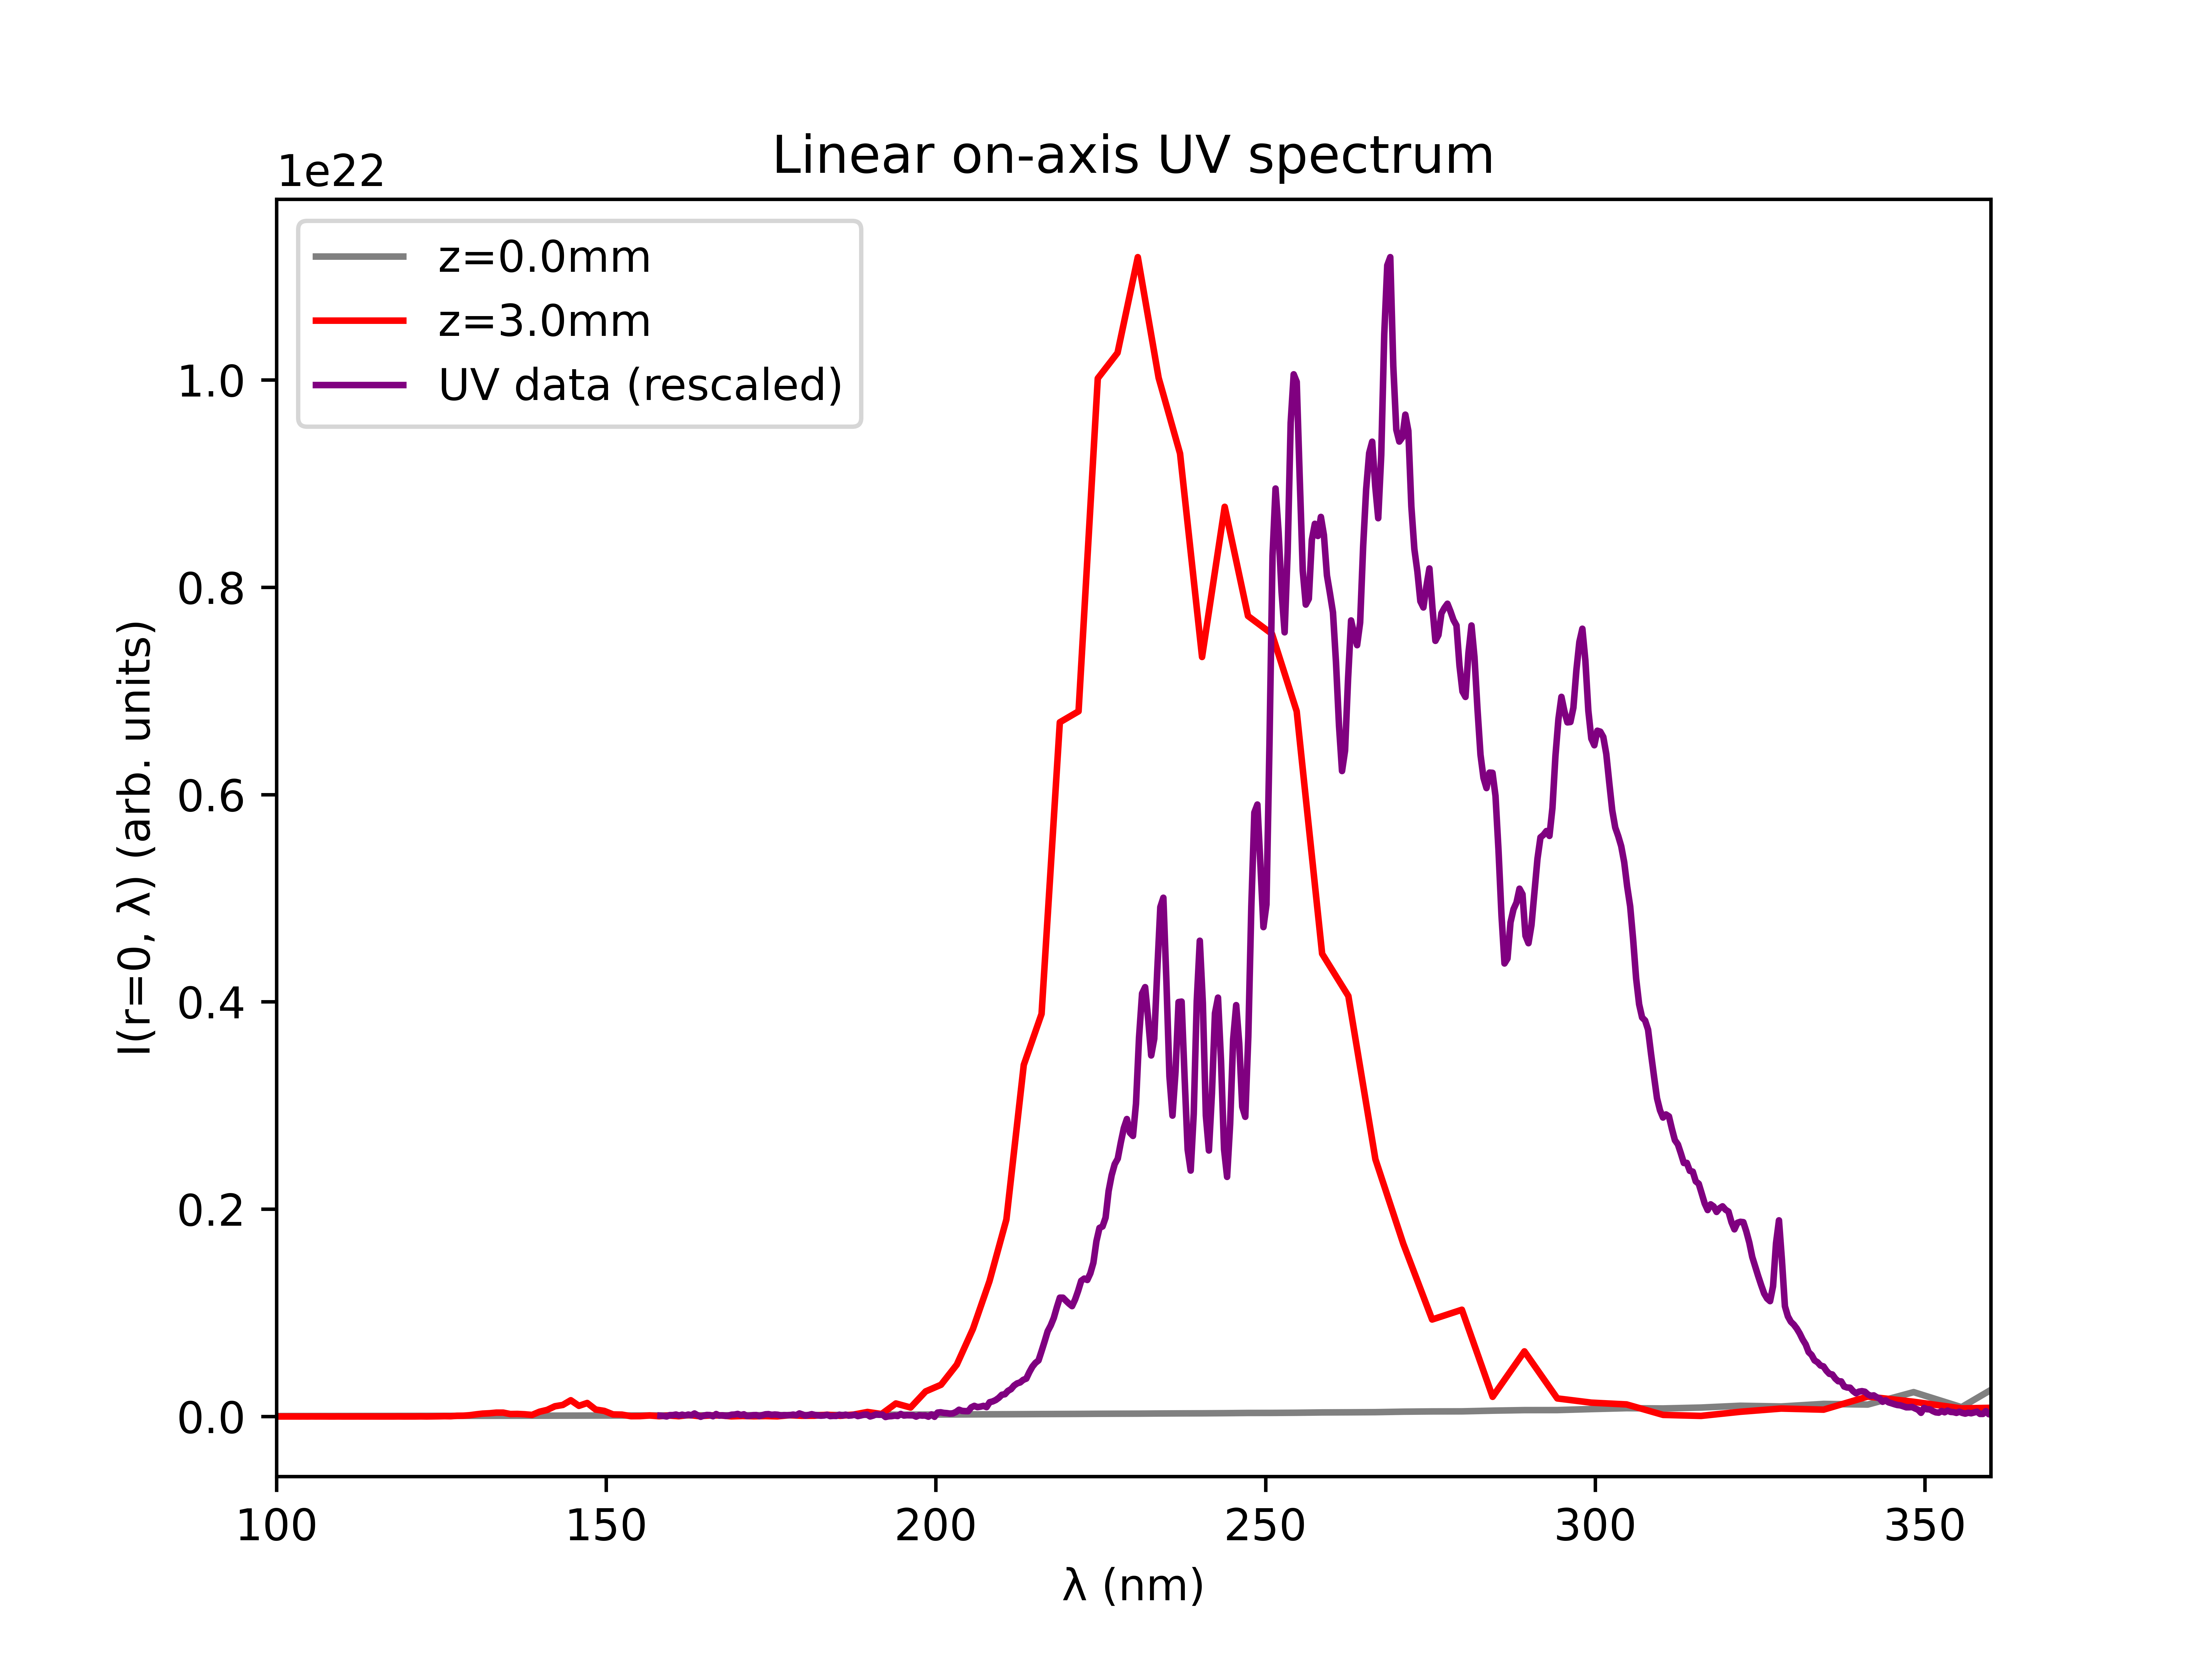 Linear on-axis UV spectrum
1e22
z=0.0mm
z=3.0mm
UV data (rescaled)
I(r=0, λ) (arb. units)
1.0
0.8
0.6
0.4
0.2
0.0
100 150 200 250 300 350
λ (nm)